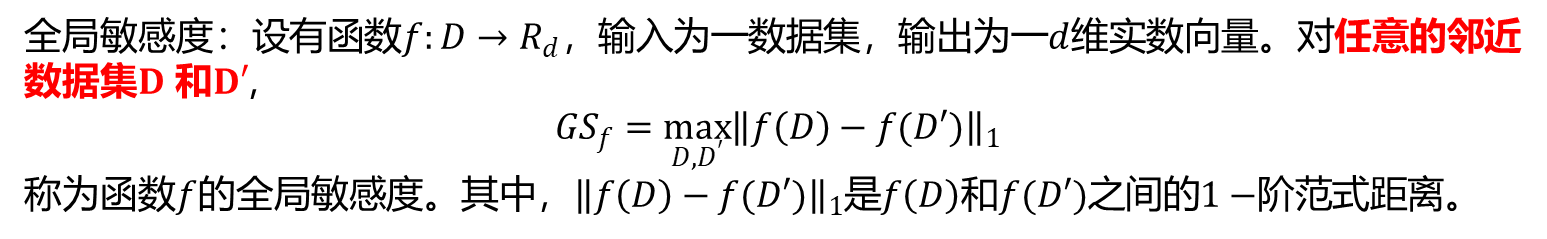 全局敏感度：设有函数f: D → R_d，输入为一数据集，输出为一d维实数向量。对任意的邻近
数据集D 和D′,
GS_f = max_{D,D′} ‖f(D) − f(D′)‖₁
称为函数f的全局敏感度。其中，‖f(D) − f(D′)‖₁是f(D)和f(D′)之间的1 −阶范式距离。